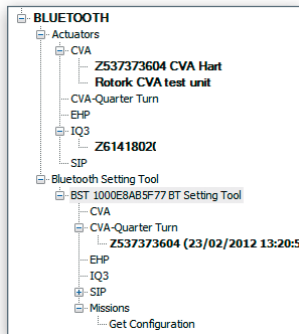 BLUETOOTH
Actuators
CVA
Z537373604 CVA Hart
Rotork CVA test unit
CVA-Quarter Turn
EHP
IQ3
Z61418020
SIP
Bluetooth Setting Tool
BST 1000E8AB5F77 BT Setting Tool
CVA
CVA-Quarter Turn
Z537373604 (23/02/2012 13:20:5
EHP
IQ3
SIP
Missions
Get Configuration